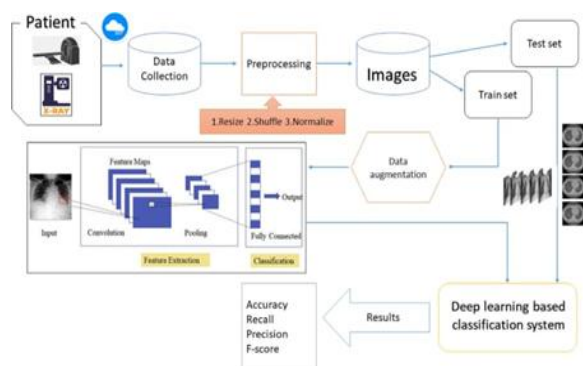 Patient
X-RAY
Data
Collection
Preprocessing
Images
Test set
Train set
1.Resize 2.Shuffle 3.Normalize
Data
augmentation
Feature Maps
Input
Convolution
Pooling
Output
Fully Connected
Feature Extraction
Classification
Accuracy
Recall
Precision
F-score
Results
Deep learning based
classification system